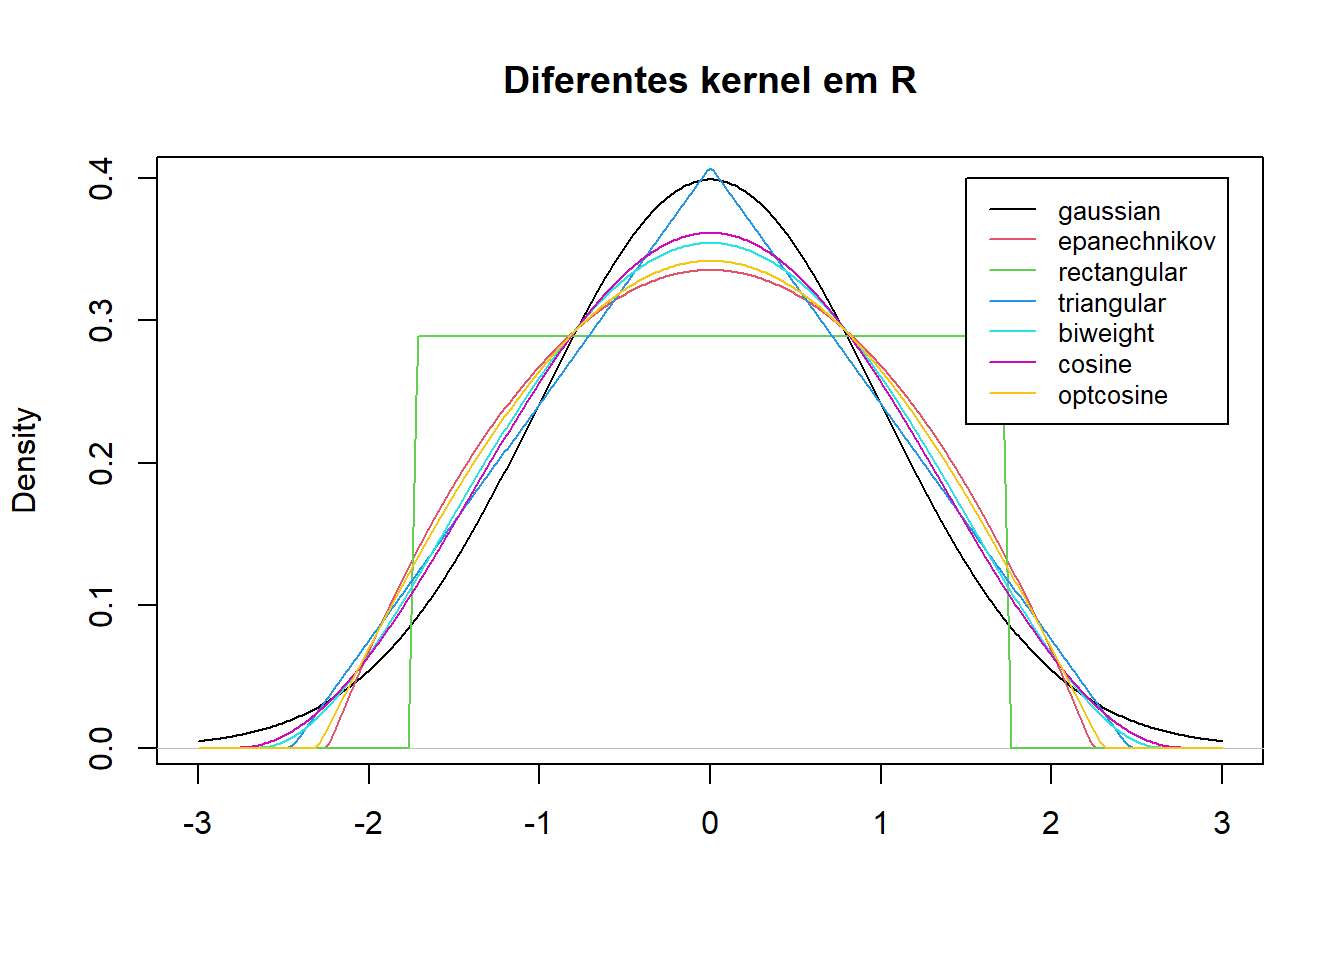 Diferentes kernel em R
Density
0.4
0.3
0.2
0.1
0.0
gaussian
epanechnikov
rectangular
triangular
biweight
cosine
optcosine
-3 -2 -1 0 1 2 3